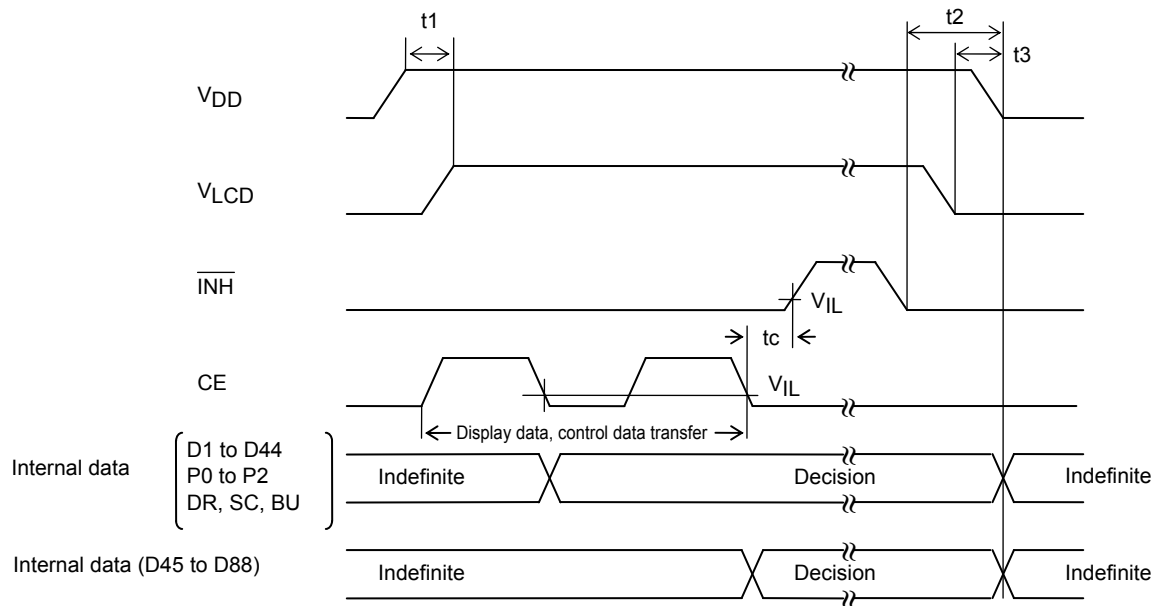 t1
t2
t3
VDD
VLCD
INH
VIL
tc
CE
VIL
Display data, control data transfer
Internal data
D1 to D44
P0 to P2
DR, SC, BU
Indefinite
Decision
Indefinite
Internal data (D45 to D88)
Indefinite
Decision
Indefinite